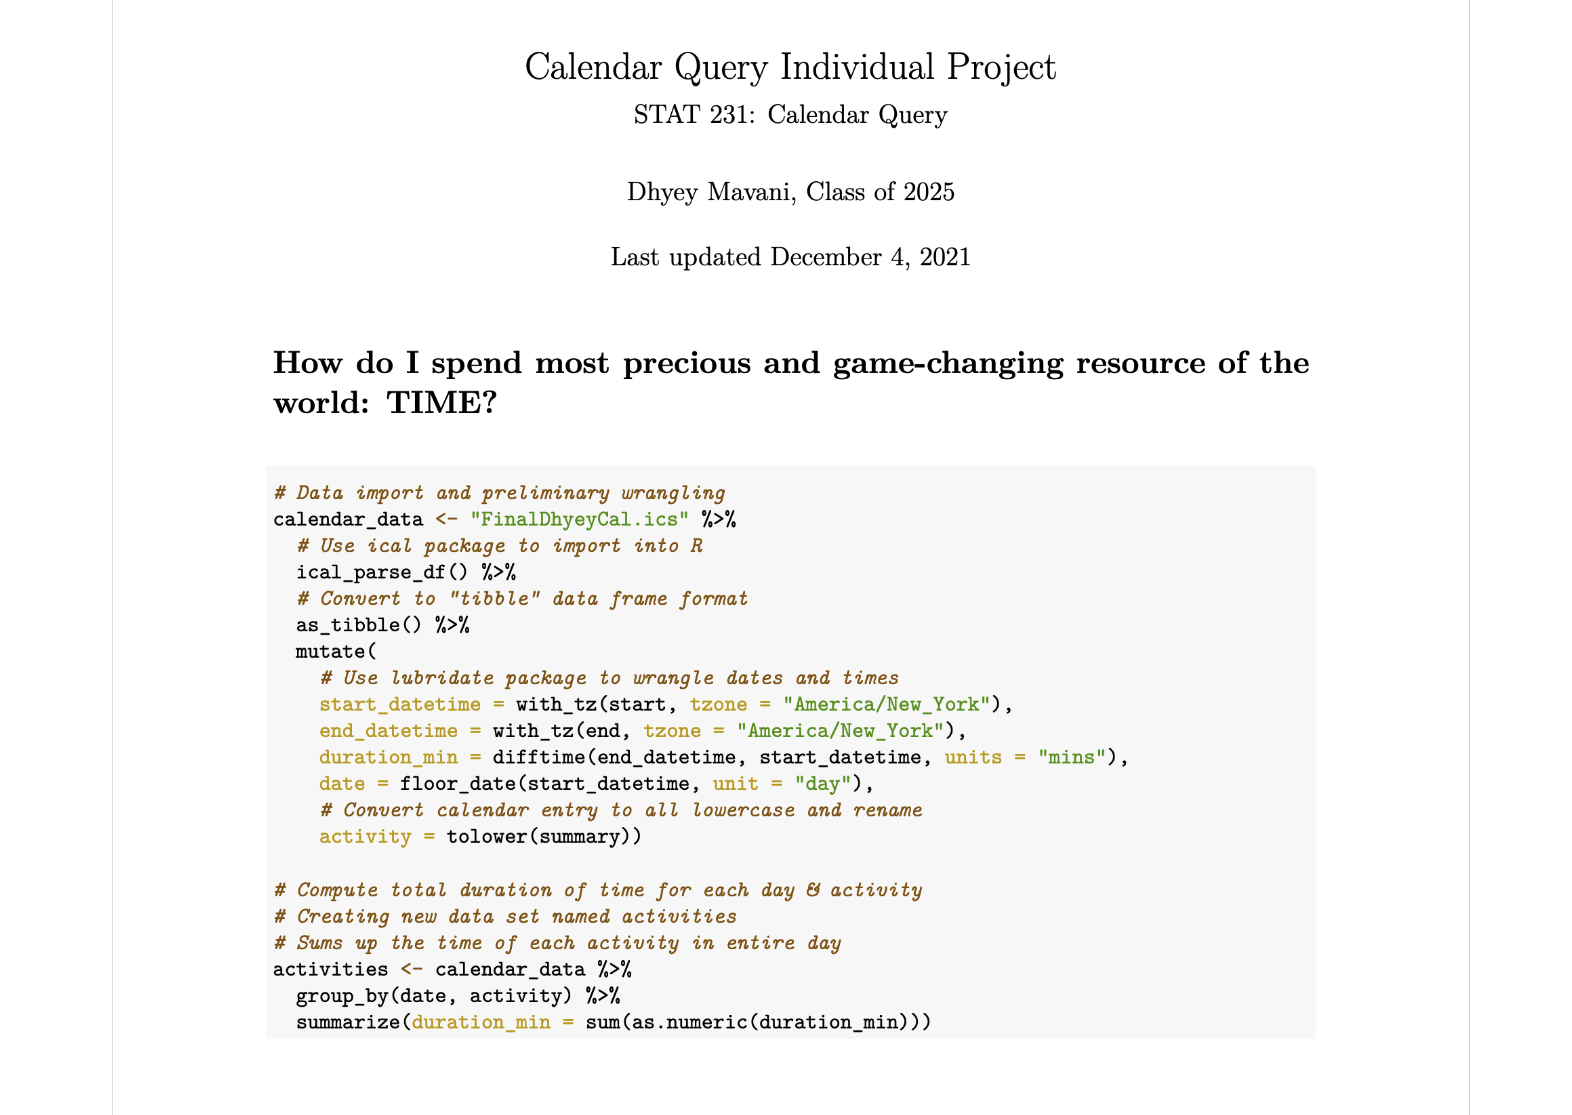 Calendar Query Individual Project
STAT 231: Calendar Query
Dhyey Mavani, Class of 2025
Last updated December 4, 2021
How do I spend most precious and game-changing resource of the
world: TIME?
# Data import and preliminary wrangling
calendar_data <- "FinalDhyeyCal.ics" %>%
  # Use ical package to import into R
  ical_parse_df() %>%
  # Convert to "tibble" data frame format
  as_tibble() %>%
  mutate(
    # Use lubridate package to wrangle dates and times
    start_datetime = with_tz(start, tzone = "America/New_York"),
    end_datetime = with_tz(end, tzone = "America/New_York"),
    duration_min = difftime(end_datetime, start_datetime, units = "mins"),
    date = floor_date(start_datetime, unit = "day"),
    # Convert calendar entry to all lowercase and rename
    activity = tolower(summary))
# Compute total duration of time for each day & activity
# Creating new data set named activities
# Sums up the time of each activity in entire day
activities <- calendar_data %>%
  group_by(date, activity) %>%
  summarize(duration_min = sum(as.numeric(duration_min)))